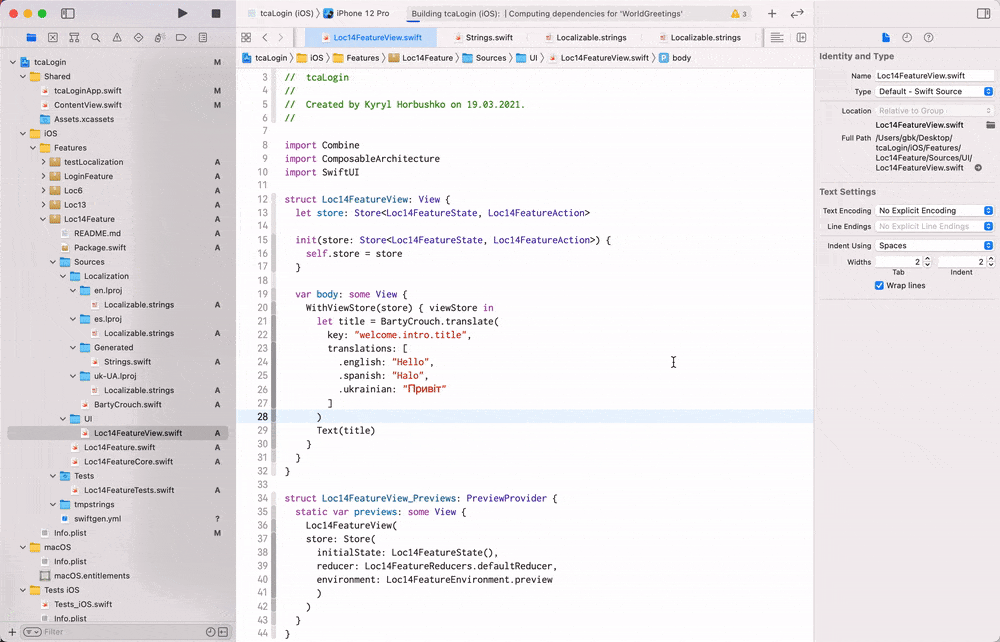 tcaLogin (iOS) 〉 iPhone 12 Pro
Building tcaLogin (iOS): | Computing dependencies for 'WorldGreetings'
3
Loc14FeatureView.swift
Strings.swift
Localizable.strings
Localizable.strings
tcaLogin 〉 iOS 〉 Features 〉 Loc14Feature 〉 Sources 〉 UI 〉 Loc14FeatureView.swift 〉 P body
tcaLogin M
Shared
tcaLoginApp.swift M
ContentView.swift M
Assets.xcassets
iOS
Features
testLocalization A
LoginFeature A
Loc6 A
Loc13 A
Loc14Feature A
README.md A
Package.swift A
Sources
Localization
en.lproj
Localizable.strings A
es.lproj
Localizable.strings A
Generated
Strings.swift A
uk-UA.lproj
Localizable.strings A
BartyCrouch.swift A
UI
Loc14FeatureView.swift A
Loc14Feature.swift A
Loc14FeatureCore.swift A
Tests
Loc14FeatureTests.swift A
tmpstrings
swiftgen.yml ?
Info.plist M
macOS
Info.plist
macOS.entitlements
Tests iOS
Tests_iOS.swift
Info.plist
Filter
3 //  tcaLogin
4 //
5 //  Created by Kyryl Horbushko on 19.03.2021.
6 //
7
8 import Combine
9 import ComposableArchitecture
10 import SwiftUI
11
12 struct Loc14FeatureView: View {
13   let store: Store<Loc14FeatureState, Loc14FeatureAction>
14
15   init(store: Store<Loc14FeatureState, Loc14FeatureAction>) {
16     self.store = store
17   }
18
19   var body: some View {
20     WithViewStore(store) { viewStore in
21       let title = BartyCrouch.translate(
22         key: "welcome.intro.title",
23         translations: [
24           .english: "Hello",
25           .spanish: "Halo",
26           .ukrainian: "Привіт"
27         ]
28       )
29       Text(title)
30     }
31   }
32 }
33
34 struct Loc14FeatureView_Previews: PreviewProvider {
35   static var previews: some View {
36     Loc14FeatureView(
37     store: Store(
38       initialState: Loc14FeatureState(),
39       reducer: Loc14FeatureReducers.defaultReducer,
40       environment: Loc14FeatureEnvironment.preview
41       )
42     )
43   }
44 }
Identity and Type
Name Loc14FeatureView.swift
Type Default - Swift Source
Location Relative to Group
Loc14FeatureView.swift
Full Path /Users/gbk/Desktop/
tcaLogin/iOS/Features/
Loc14Feature/Sources/UI/
Loc14FeatureView.swift
Text Settings
Text Encoding No Explicit Encoding
Line Endings No Explicit Line Endings
Indent Using Spaces
Widths 2 2
Tab Indent
Wrap lines